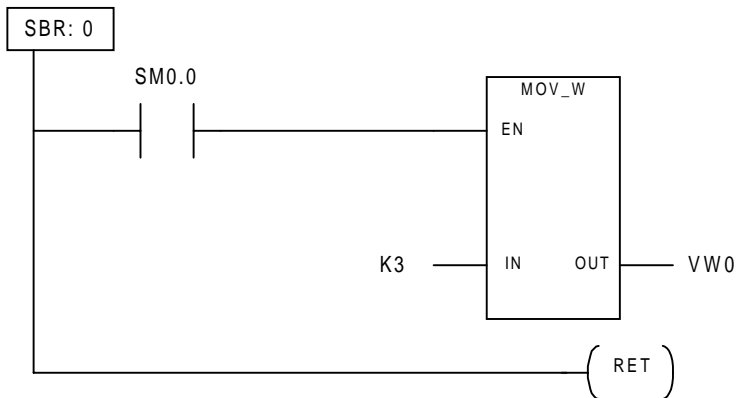 SBR: 0
SM0.0
MOV_W
EN
K3
IN
OUT
VW0
RET